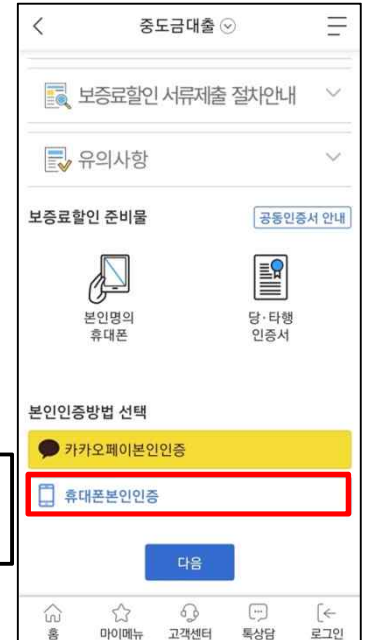 중도금대출
보증료할인 서류제출 절차안내
유의사항
보증료할인 준비물
공동인증서 안내
본인명의
휴대폰
당·타행
인증서
본인인증방법 선택
카카오페이본인인증
휴대폰본인인증
다음
홈 마이메뉴 고객센터 톡상담 로그인